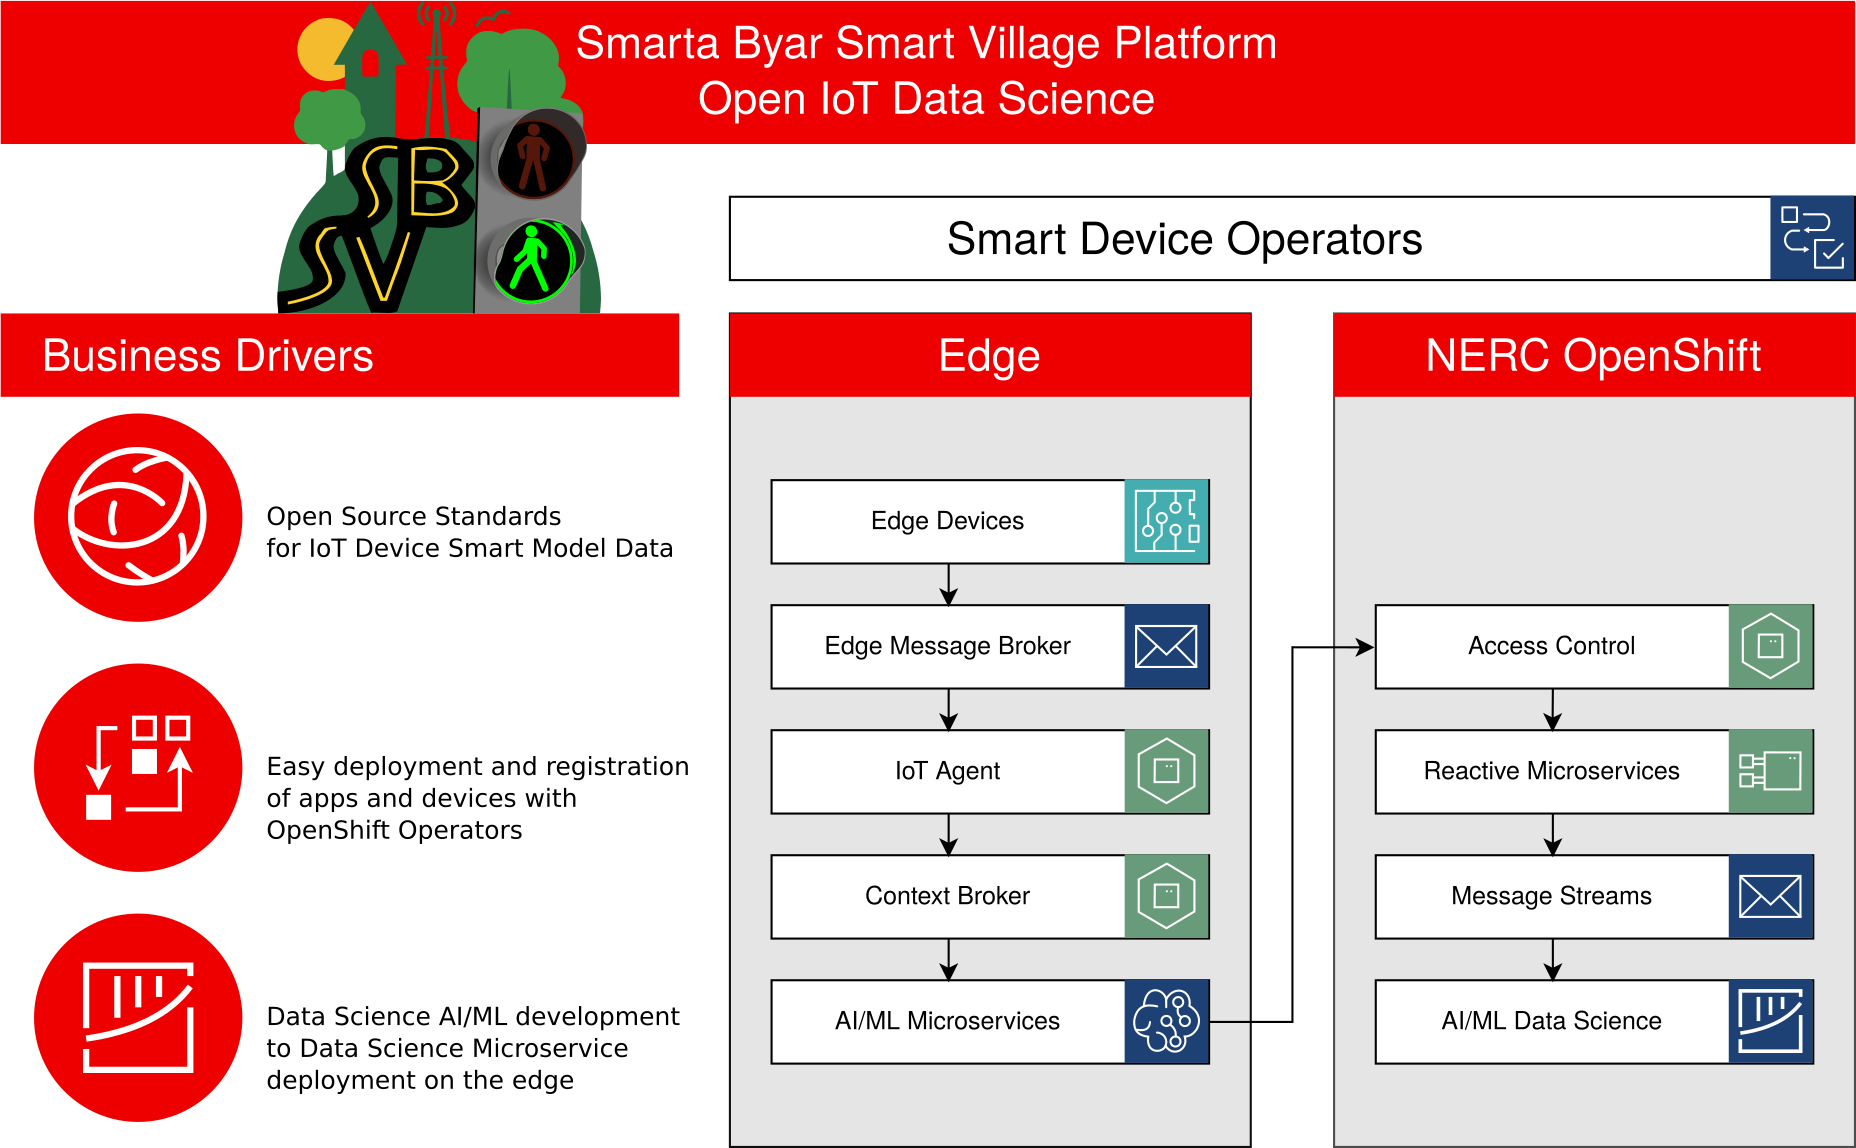 Smarta Byar Smart Village Platform
Open IoT Data Science
SB
SV
Smart Device Operators
Business Drivers
Open Source Standards
for IoT Device Smart Model Data
Easy deployment and registration
of apps and devices with
OpenShift Operators
Data Science AI/ML development
to Data Science Microservice
deployment on the edge
Edge
Edge Devices
Edge Message Broker
IoT Agent
Context Broker
AI/ML Microservices
NERC OpenShift
Access Control
Reactive Microservices
Message Streams
AI/ML Data Science